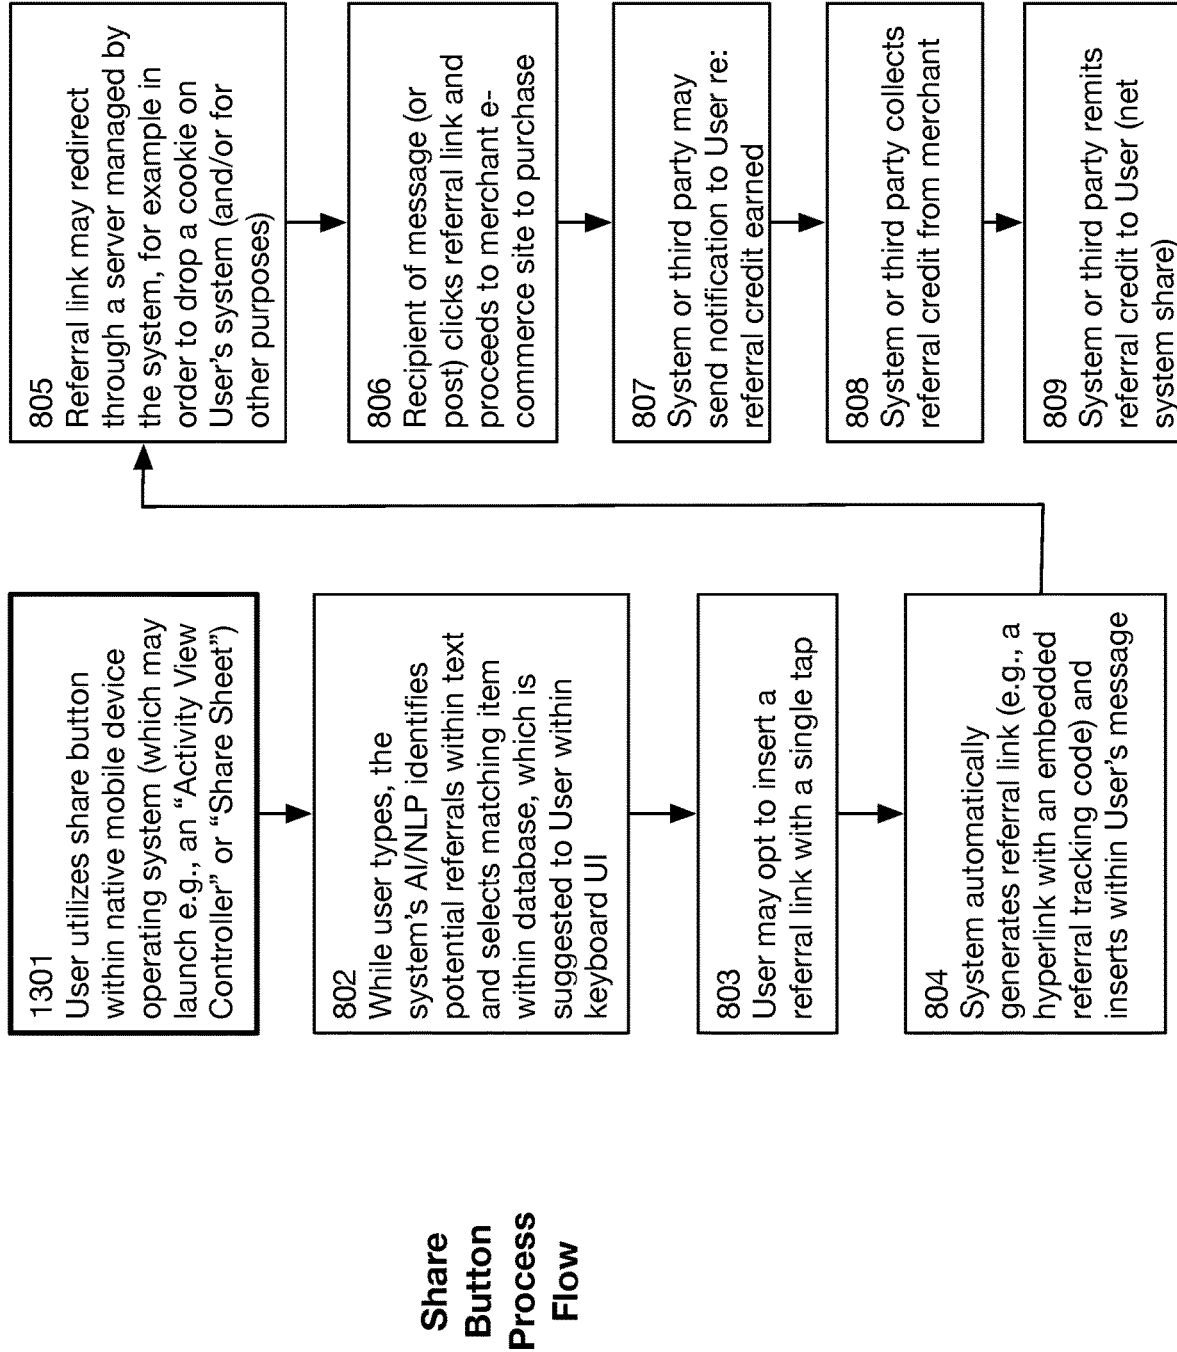 Share
Button
Process
Flow
1301
User utilizes share button
within native mobile device
operating system (which may
launch e.g., an “Activity View
Controller” or “Share Sheet”)
802
While user types, the
system's AI/NLP identifies
potential referrals within text
and selects matching item
within database, which is
suggested to User within
keyboard UI
803
User may opt to insert a
referral link with a single tap
804
System automatically
generates referral link (e.g., a
hyperlink with an embedded
referral tracking code) and
inserts within User's message
805
Referral link may redirect
through a server managed by
the system, for example in
order to drop a cookie on
User's system (and/or for
other purposes)
806
Recipient of message (or
post) clicks referral link and
proceeds to merchant e-
commerce site to purchase
807
System or third party may
send notification to User re:
referral credit earned
808
System or third party collects
referral credit from merchant
809
System or third party remits
referral credit to User (net
system share)